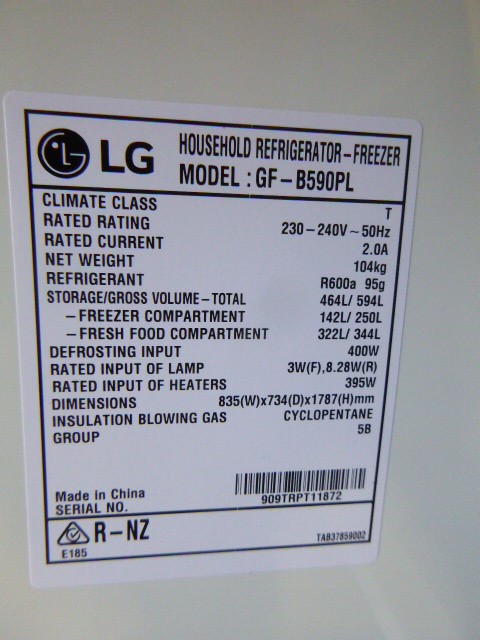 LG HOUSEHOLD REFRIGERATOR-FREEZER
MODEL : GF-B590PL
CLIMATE CLASS T
RATED RATING 230-240V~50Hz
RATED CURRENT 2.0A
NET WEIGHT 104kg
REFRIGERANT R600a 95g
STORAGE/GROSS VOLUME-TOTAL 464L/ 594L
-FREEZER COMPARTMENT 142L/ 250L
-FRESH FOOD COMPARTMENT 322L/ 344L
DEFROSTING INPUT 400W
RATED INPUT OF LAMP 3W(F),8.28W(R)
RATED INPUT OF HEATERS 395W
DIMENSIONS 835(W)x734(D)x1787(H)mm
INSULATION BLOWING GAS CYCLOPENTANE
GROUP 5B
Made in China
SERIAL NO. 909TRPT11872
R-NZ
E185 TAB37859002